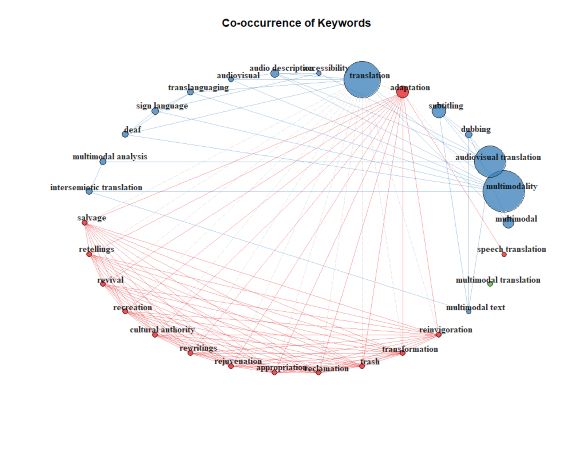 Co-occurrence of Keywords
audio description
accessibility
audiovisual
translation
translanguaging
adaptation
sign language
subtitling
deaf
dubbing
multimodal analysis
audiovisual translation
intersemiotic translation
multimodality
salvage
multimodal
retellings
speech translation
revival
multimodal translation
recreation
multimodal text
cultural authority
reinvigoration
rewritings
transformation
rejuvenation
trash
appropriation
reclamation